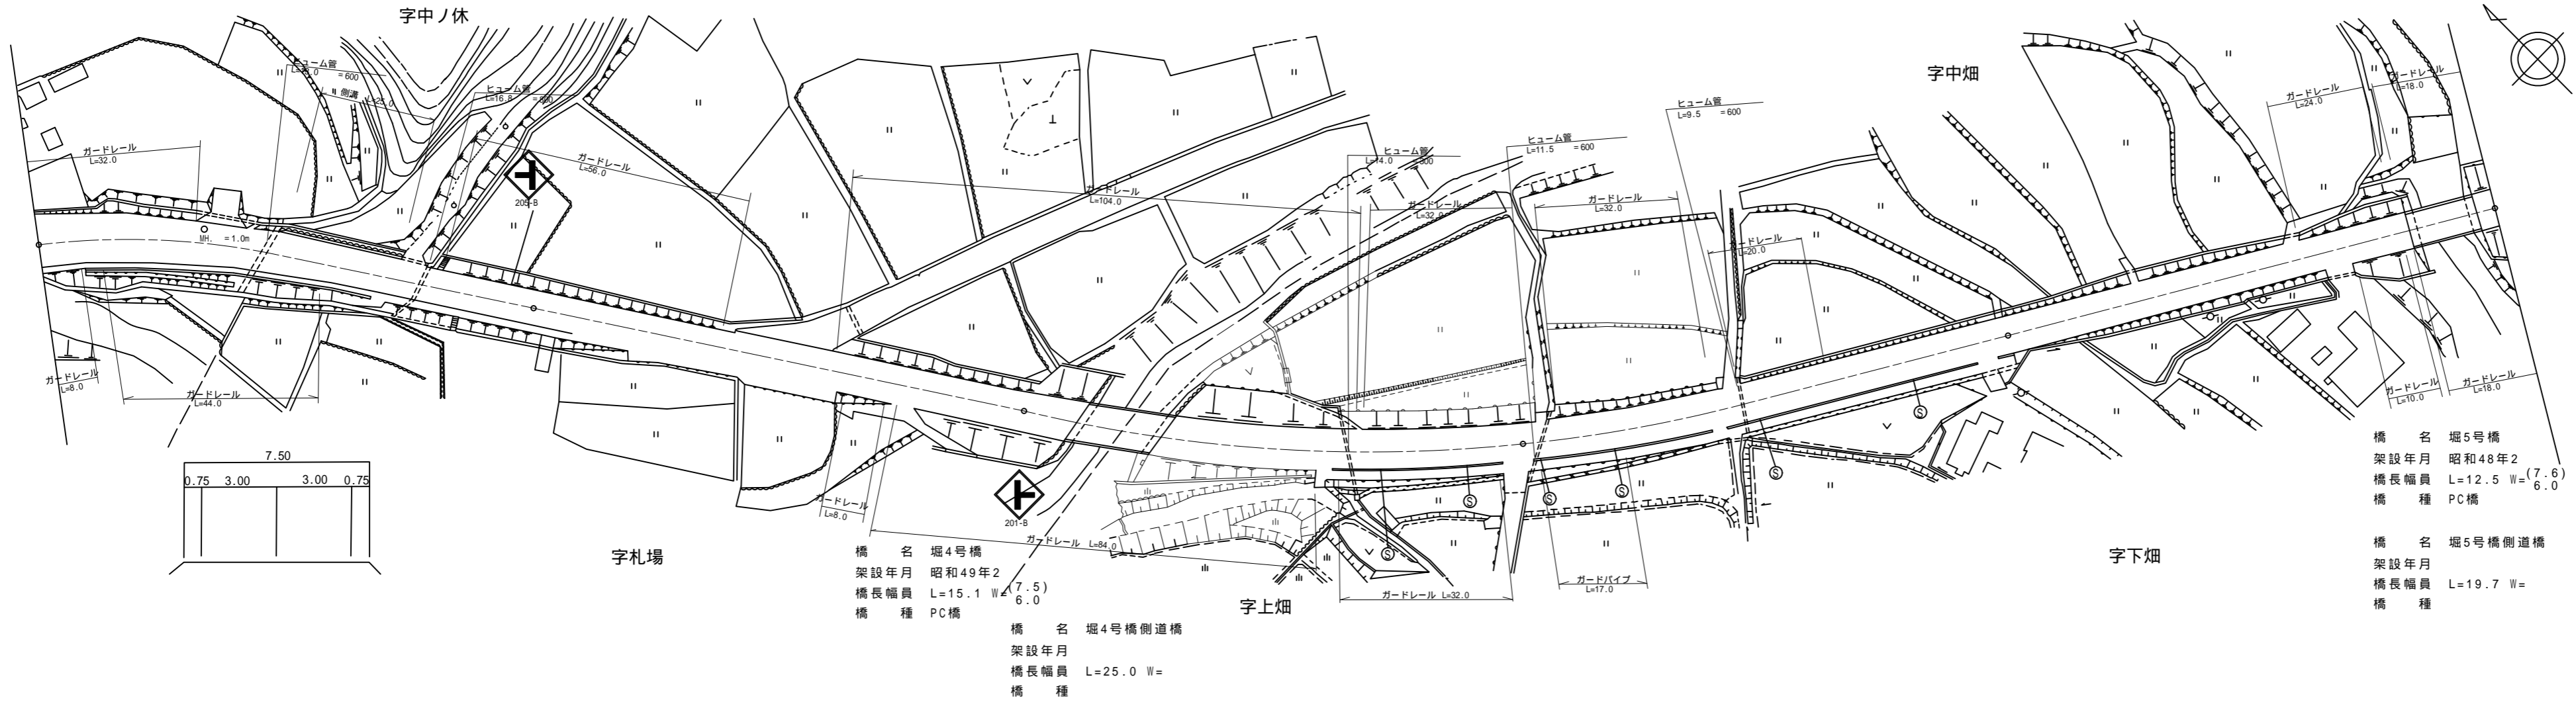 字中ノ休
ヒューム管
=600
側溝 L=25.0
ヒューム管
L=16.8
ガードレール
L=32.0
MH. =1.0m
ガードレール
L=56.0
205-B
ガードレール
L=104.0
ヒューム管
L=14.0
ガードレール
ヒューム管
L=11.5 =600
ガードレール
L=32.0
ヒューム管
L=9.5 =600
ガードレール
L=20.0
字中畑
ガードレール
L=24.0
ガードレール
L=18.0
ガードレール
L=8.0
ガードレール
L=44.0
7.50
0.75 3.00 3.00 0.75
字札場
ガードレール
L=8.0
201-B
ガードレール L=84.0
橋 名 堀4号橋
架設年月 昭和49年2
橋長幅員 L=15.1 W=(7.5)
6.0
橋 種 PC橋
橋 名 堀4号橋側道橋
架設年月
橋長幅員 L=25.0 W=
橋 種
字上畑
S
S
S
S
S
S
S
ガードレール L=32.0
ガードパイプ
L=17.0
字下畑
ガードレール
L=10.0
ガードレール
L=18.0
橋 名 堀5号橋
架設年月 昭和48年2
橋長幅員 L=12.5 W=(7.6)
6.0
橋 種 PC橋
橋 名 堀5号橋側道橋
架設年月
橋長幅員 L=19.7 W=
橋 種